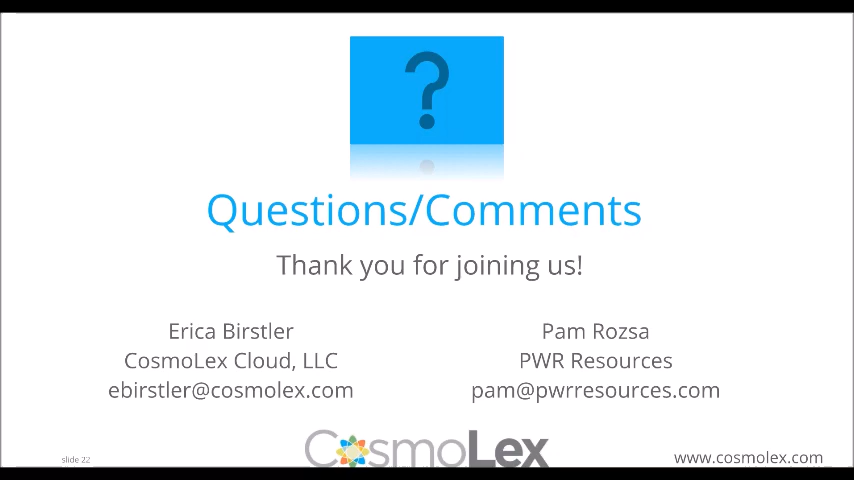 ?
Questions/Comments
Thank you for joining us!
Erica Birstler
CosmoLex Cloud, LLC
ebirstler@cosmolex.com
Pam Rozsa
PWR Resources
pam@pwrresources.com
slide 22
CosmoLex
www.cosmolex.com